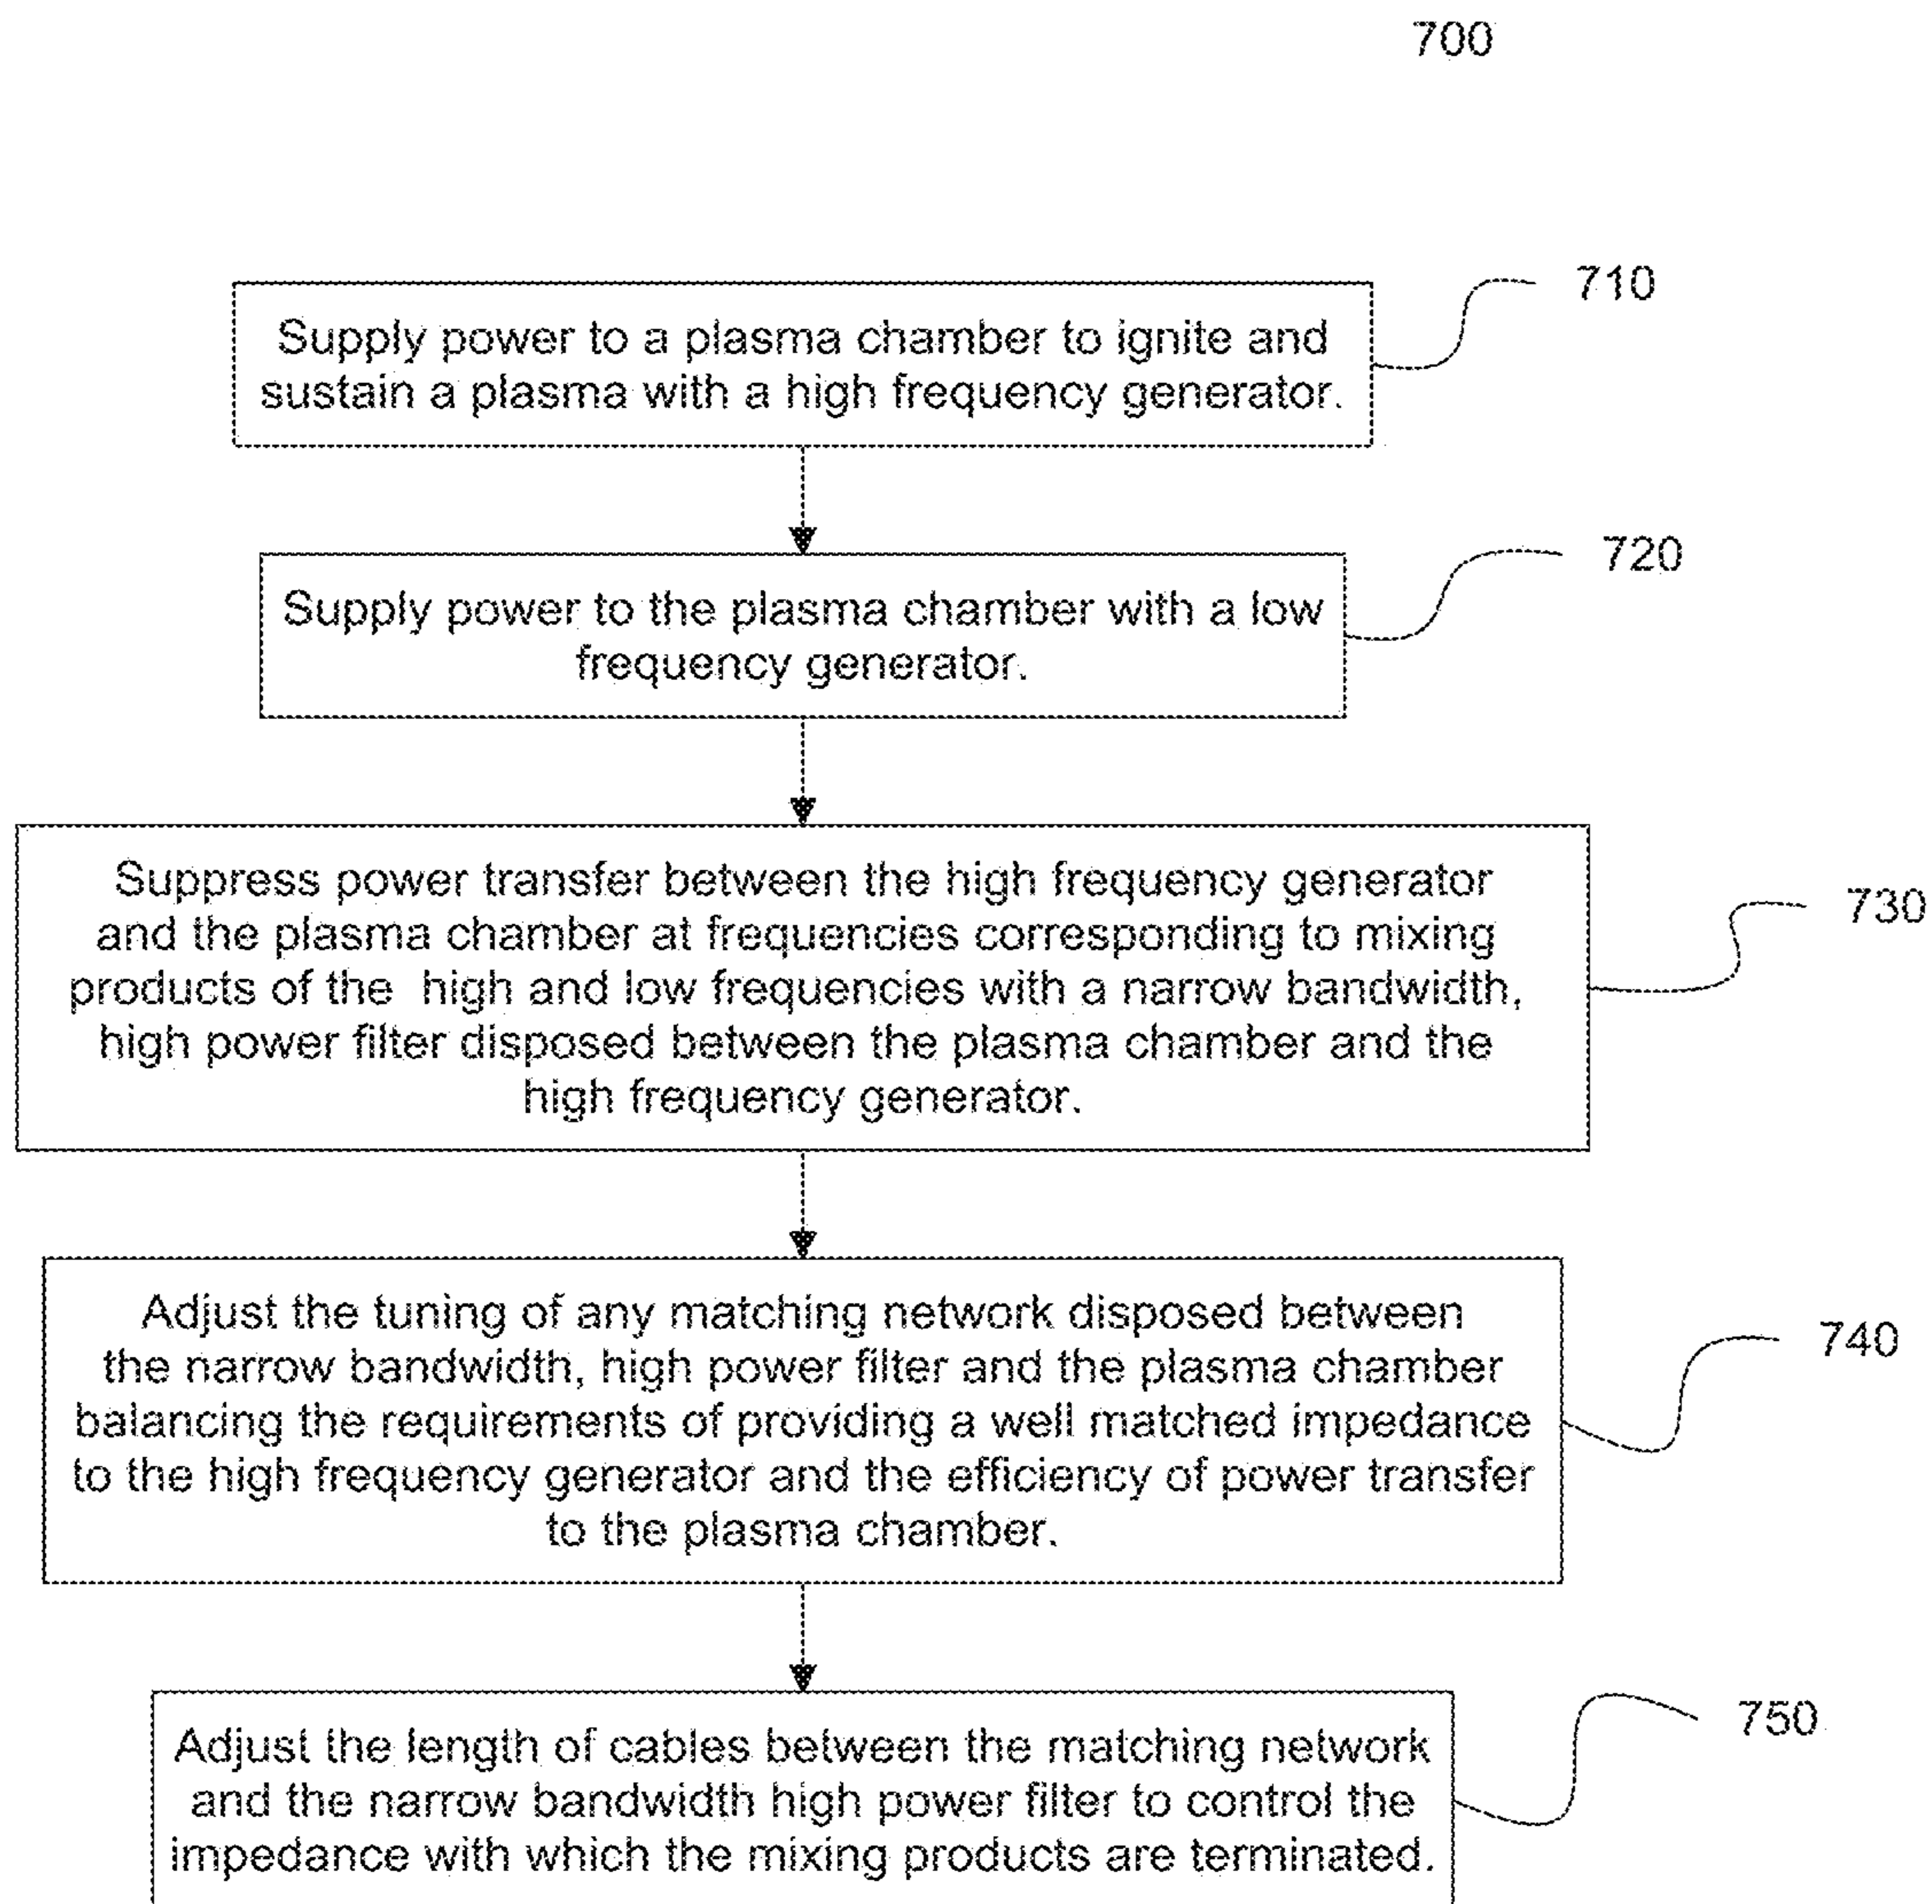 700
710
Supply power to a plasma chamber to ignite and
sustain a plasma with a high frequency generator.
720
Supply power to the plasma chamber with a low
frequency generator.
730
Suppress power transfer between the high frequency generator
and the plasma chamber at frequencies corresponding to mixing
products of the high and low frequencies with a narrow bandwidth,
high power filter disposed between the plasma chamber and the
high frequency generator.
740
Adjust the tuning of any matching network disposed between
the narrow bandwidth, high power filter and the plasma chamber
balancing the requirements of providing a well matched impedance
to the high frequency generator and the efficiency of power transfer
to the plasma chamber.
750
Adjust the length of cables between the matching network
and the narrow bandwidth high power filter to control the
impedance with which the mixing products are terminated.